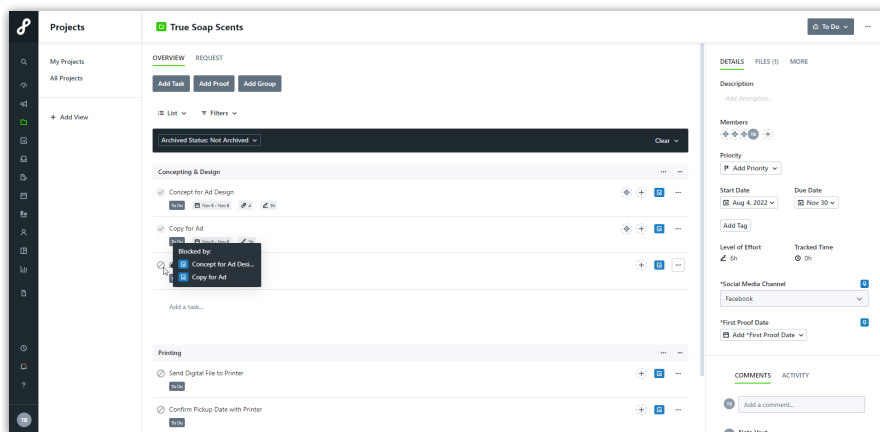 Projects
My Projects
All Projects
+ Add View
TB
True Soap Scents
To Do
OVERVIEW REQUEST
Add Task Add Proof Add Group
List Filters
Archived Status: Not Archived
Clear
Concepting & Design
Concept for Ad Design
To Do Nov 6 - Nov 8 4 3h
Copy for Ad
To Do Nov 6 - Nov 8
Blocked by:
Concept for Ad Desi...
Copy for Ad
Add a task...
Printing
Send Digital File to Printer
To Do
Confirm Pickup Date with Printer
To Do
DETAILS FILES (1) MORE
Description
Add description...
Members
TB
Priority
Add Priority
Start Date Due Date
Aug 4, 2022 Nov 30
Add Tag
Level of Effort Tracked Time
6h 0h
*Social Media Channel
Facebook
*First Proof Date
Add *First Proof Date
COMMENTS ACTIVITY
TB
Add a comment...